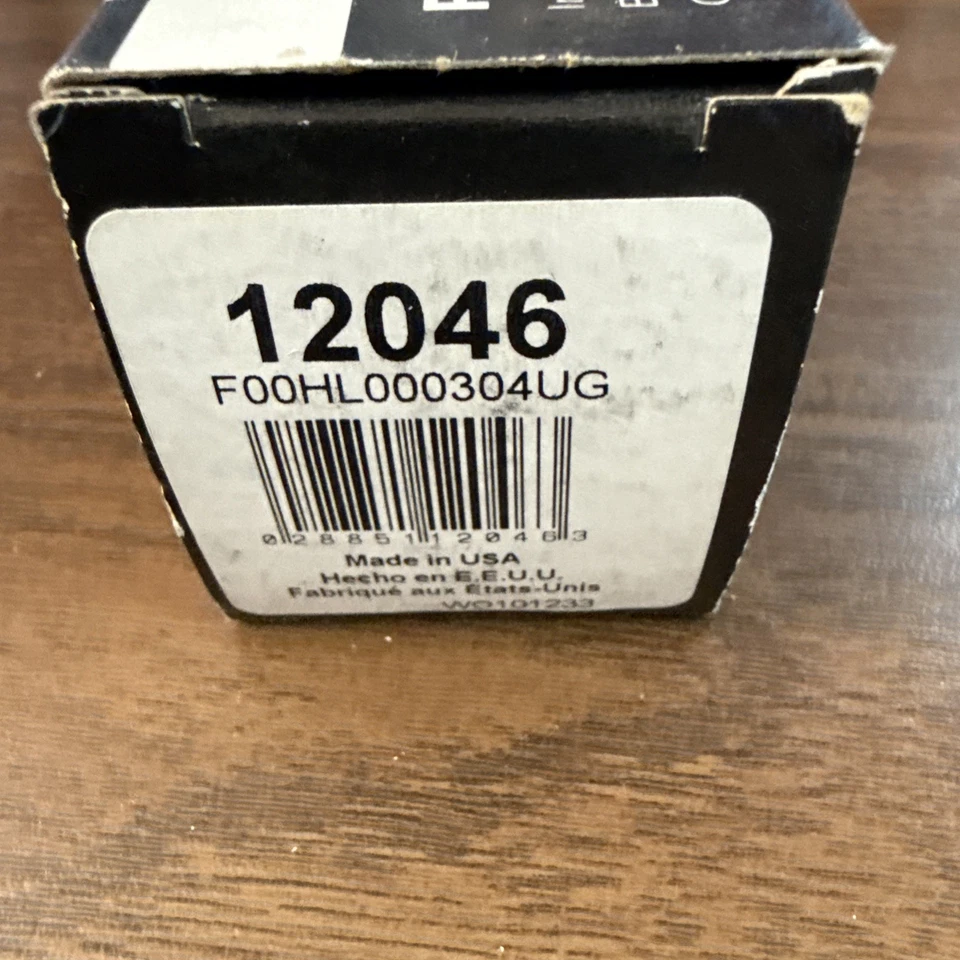 12046
F00HL000304UG
0 28851 12046 3
Made in USA
Hecho en E.E.U.U.
Fabriqué aux États-Unis
WO101233